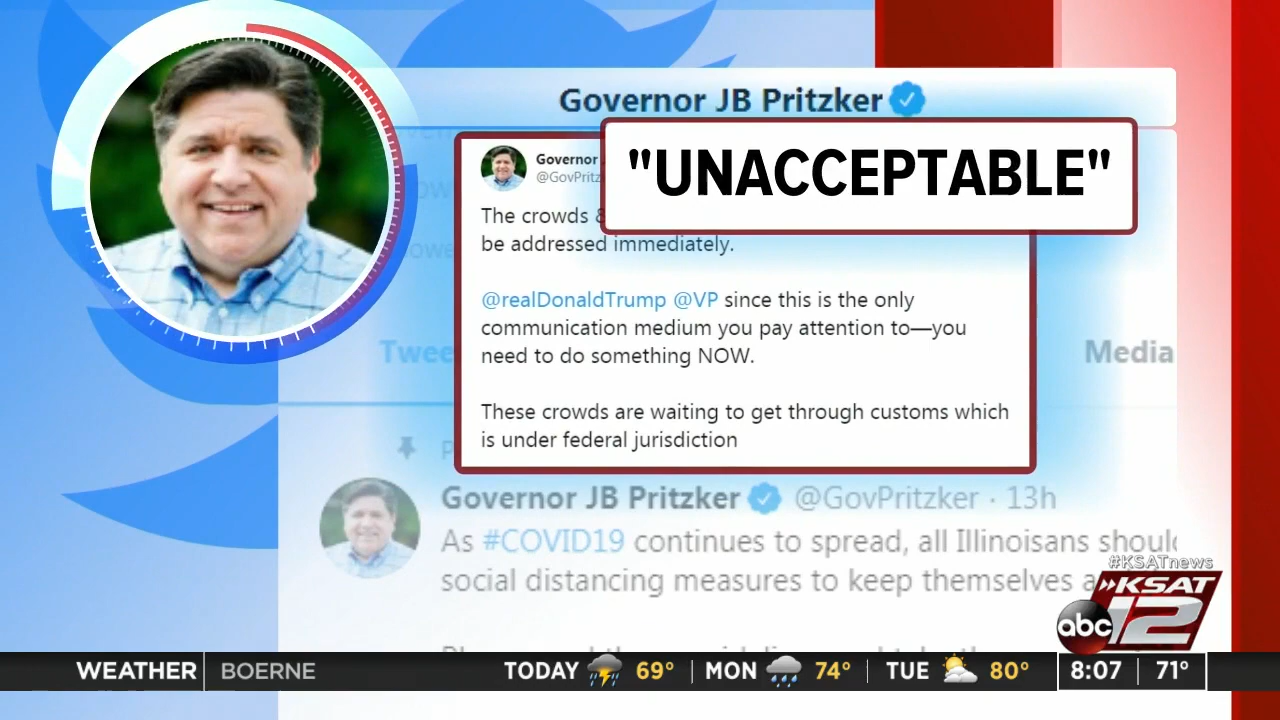 Governor JB Pritzker
"UNACCEPTABLE"
Governor
@GovPritz
The crowds &
be addressed immediately.
@realDonaldTrump @VP since this is the only
communication medium you pay attention to—you
need to do something NOW.
These crowds are waiting to get through customs which
is under federal jurisdiction
Media
Governor JB Pritzker @GovPritzker · 13h
As #COVID19 continues to spread, all Illinoisans should
social distancing measures to keep themselves a
#KSATnews
KSAT
abc 12
WEATHER BOERNE TODAY 69° MON 74° TUE 80° 8:07 71°